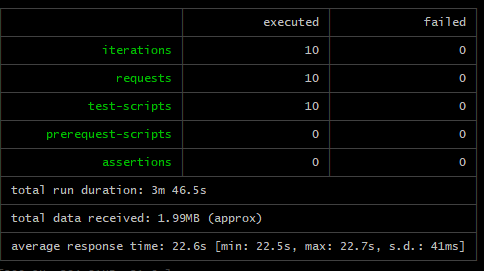 executed failed
iterations 10 0
requests 10 0
test-scripts 10 0
prerequest-scripts 0 0
assertions 0 0
total run duration: 3m 46.5s
total data received: 1.99MB (approx)
average response time: 22.6s [min: 22.5s, max: 22.7s, s.d.: 41ms]